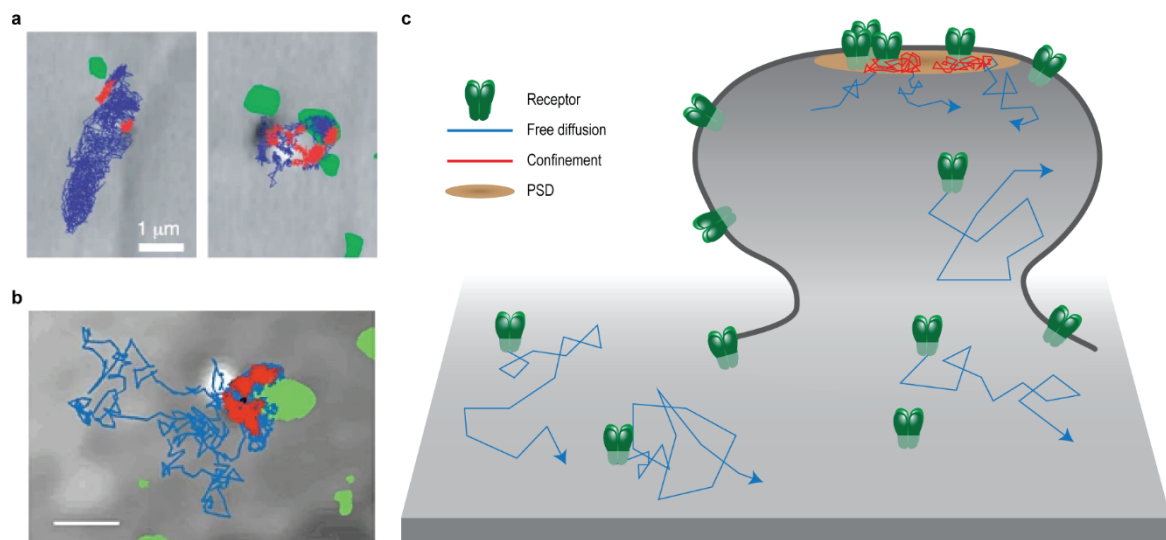 a
1 μm
b
c
Receptor
Free diffusion
Confinement
PSD